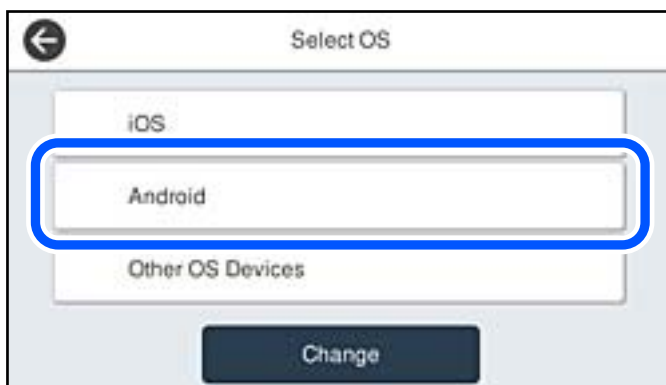 Select OS
iOS
Android
Other OS Devices
Change